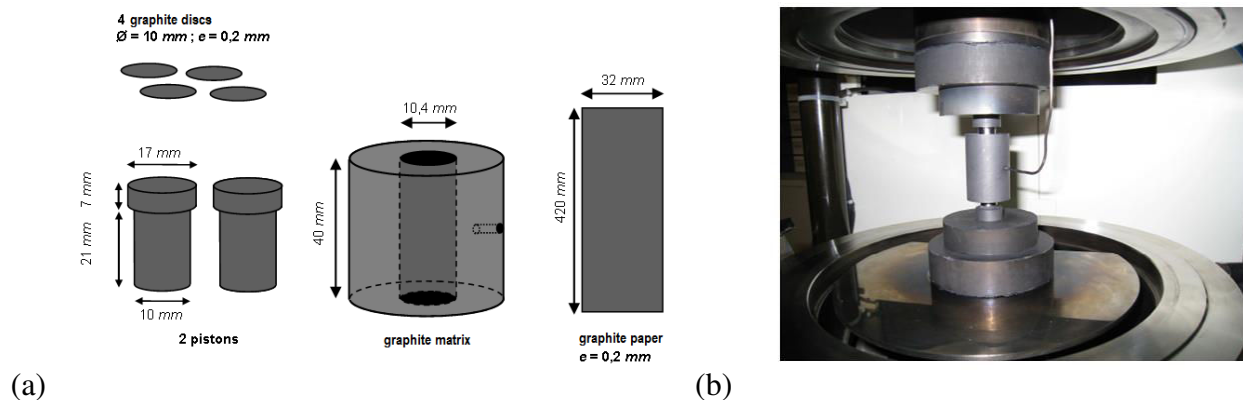 4 graphite discs
Ø = 10 mm ; e = 0,2 mm
17 mm
7 mm
21 mm
10 mm
2 pistons
10,4 mm
40 mm
graphite matrix
32 mm
420 mm
graphite paper
e = 0,2 mm
(a)
(b)